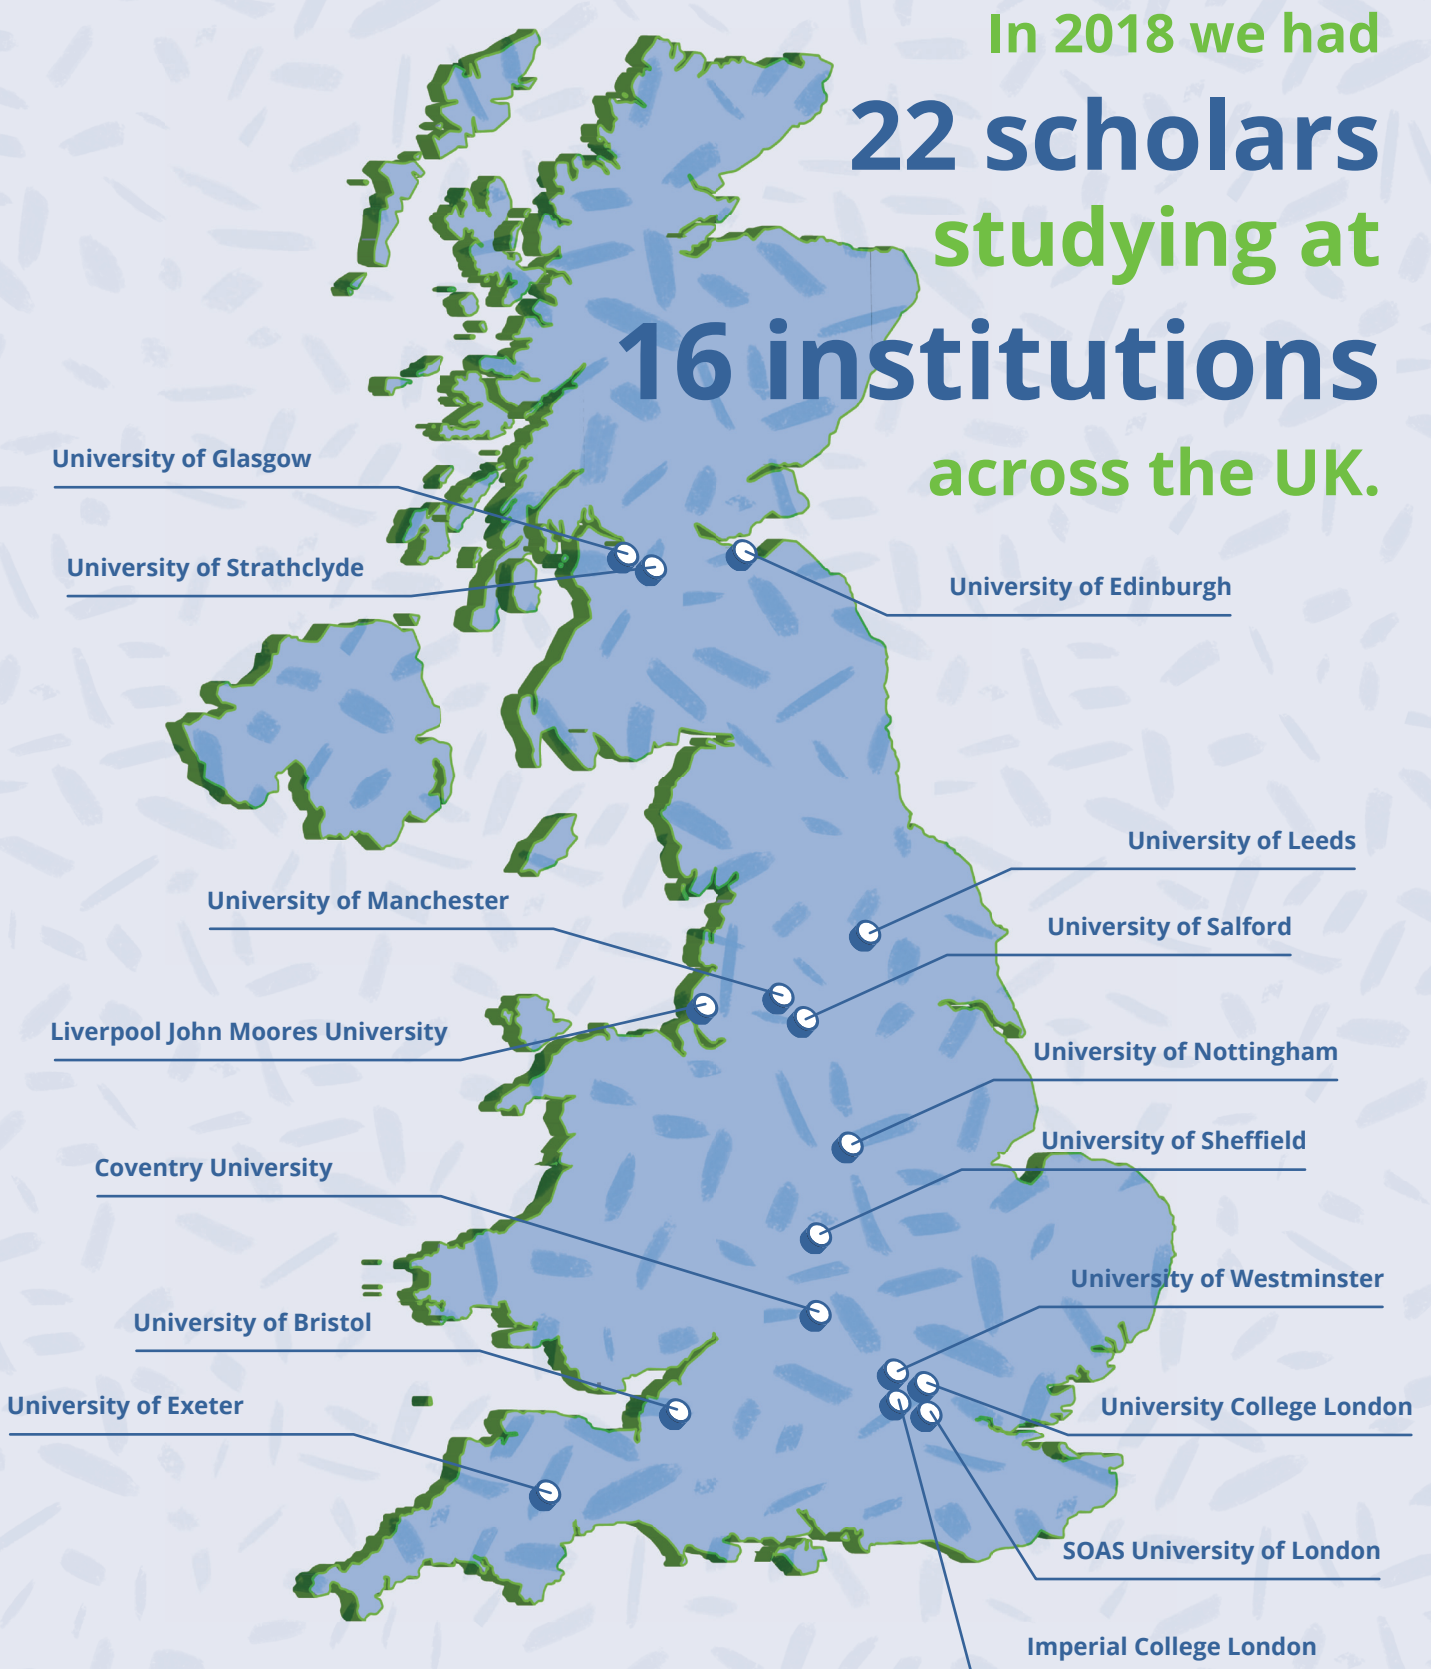 In 2018 we had
22 scholars
studying at
16 institutions
across the UK.
University of Glasgow
University of Strathclyde
University of Edinburgh
University of Leeds
University of Manchester
University of Salford
Liverpool John Moores University
University of Nottingham
University of Sheffield
Coventry University
University of Westminster
University of Bristol
University of Exeter
University College London
SOAS University of London
Imperial College London